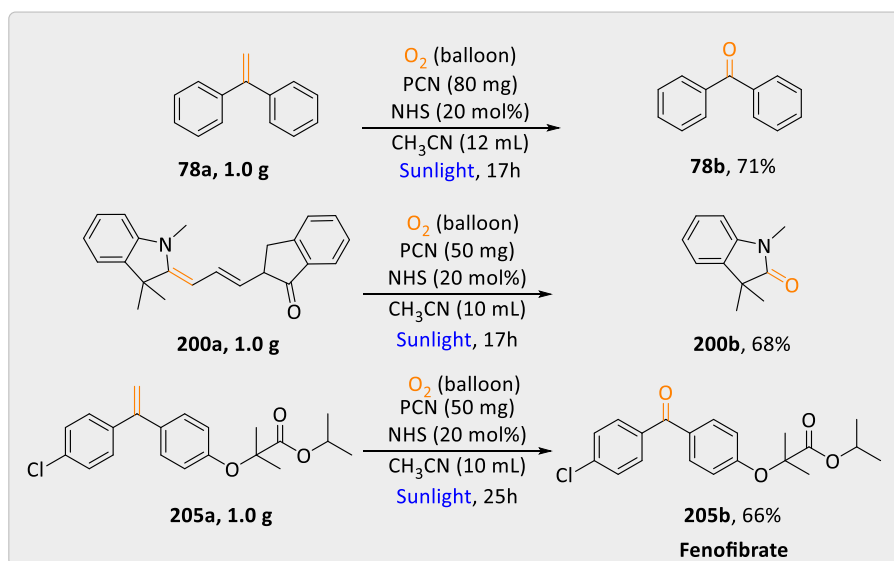 O₂ (balloon)
PCN (80 mg)
NHS (20 mol%)
CH₃CN (12 mL)
Sunlight, 17h
78a, 1.0 g
O
78b, 71%
N
O
O₂ (balloon)
PCN (50 mg)
NHS (20 mol%)
CH₃CN (10 mL)
Sunlight, 17h
200a, 1.0 g
N
O
200b, 68%
Cl
O
O
O
O₂ (balloon)
PCN (50 mg)
NHS (20 mol%)
CH₃CN (10 mL)
Sunlight, 25h
205a, 1.0 g
O
Cl
O
O
O
205b, 66%
Fenofibrate